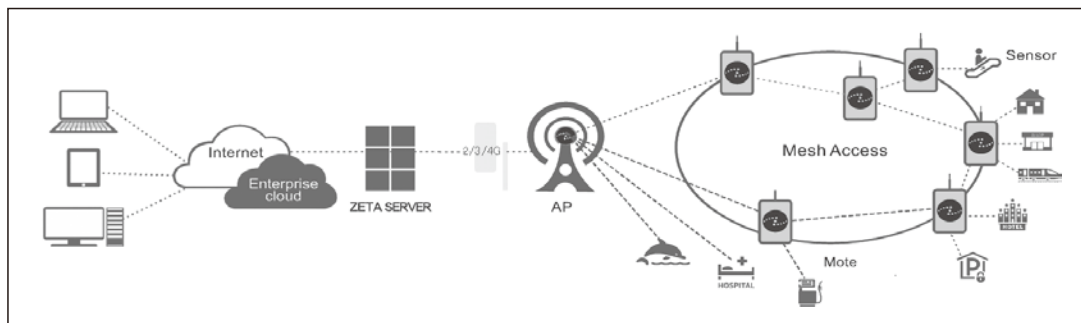 Internet
Enterprise
cloud
ZETA SERVER
2/3/4G
AP
HOSPITAL
Mesh Access
Mote
Sensor
HOTEL
P